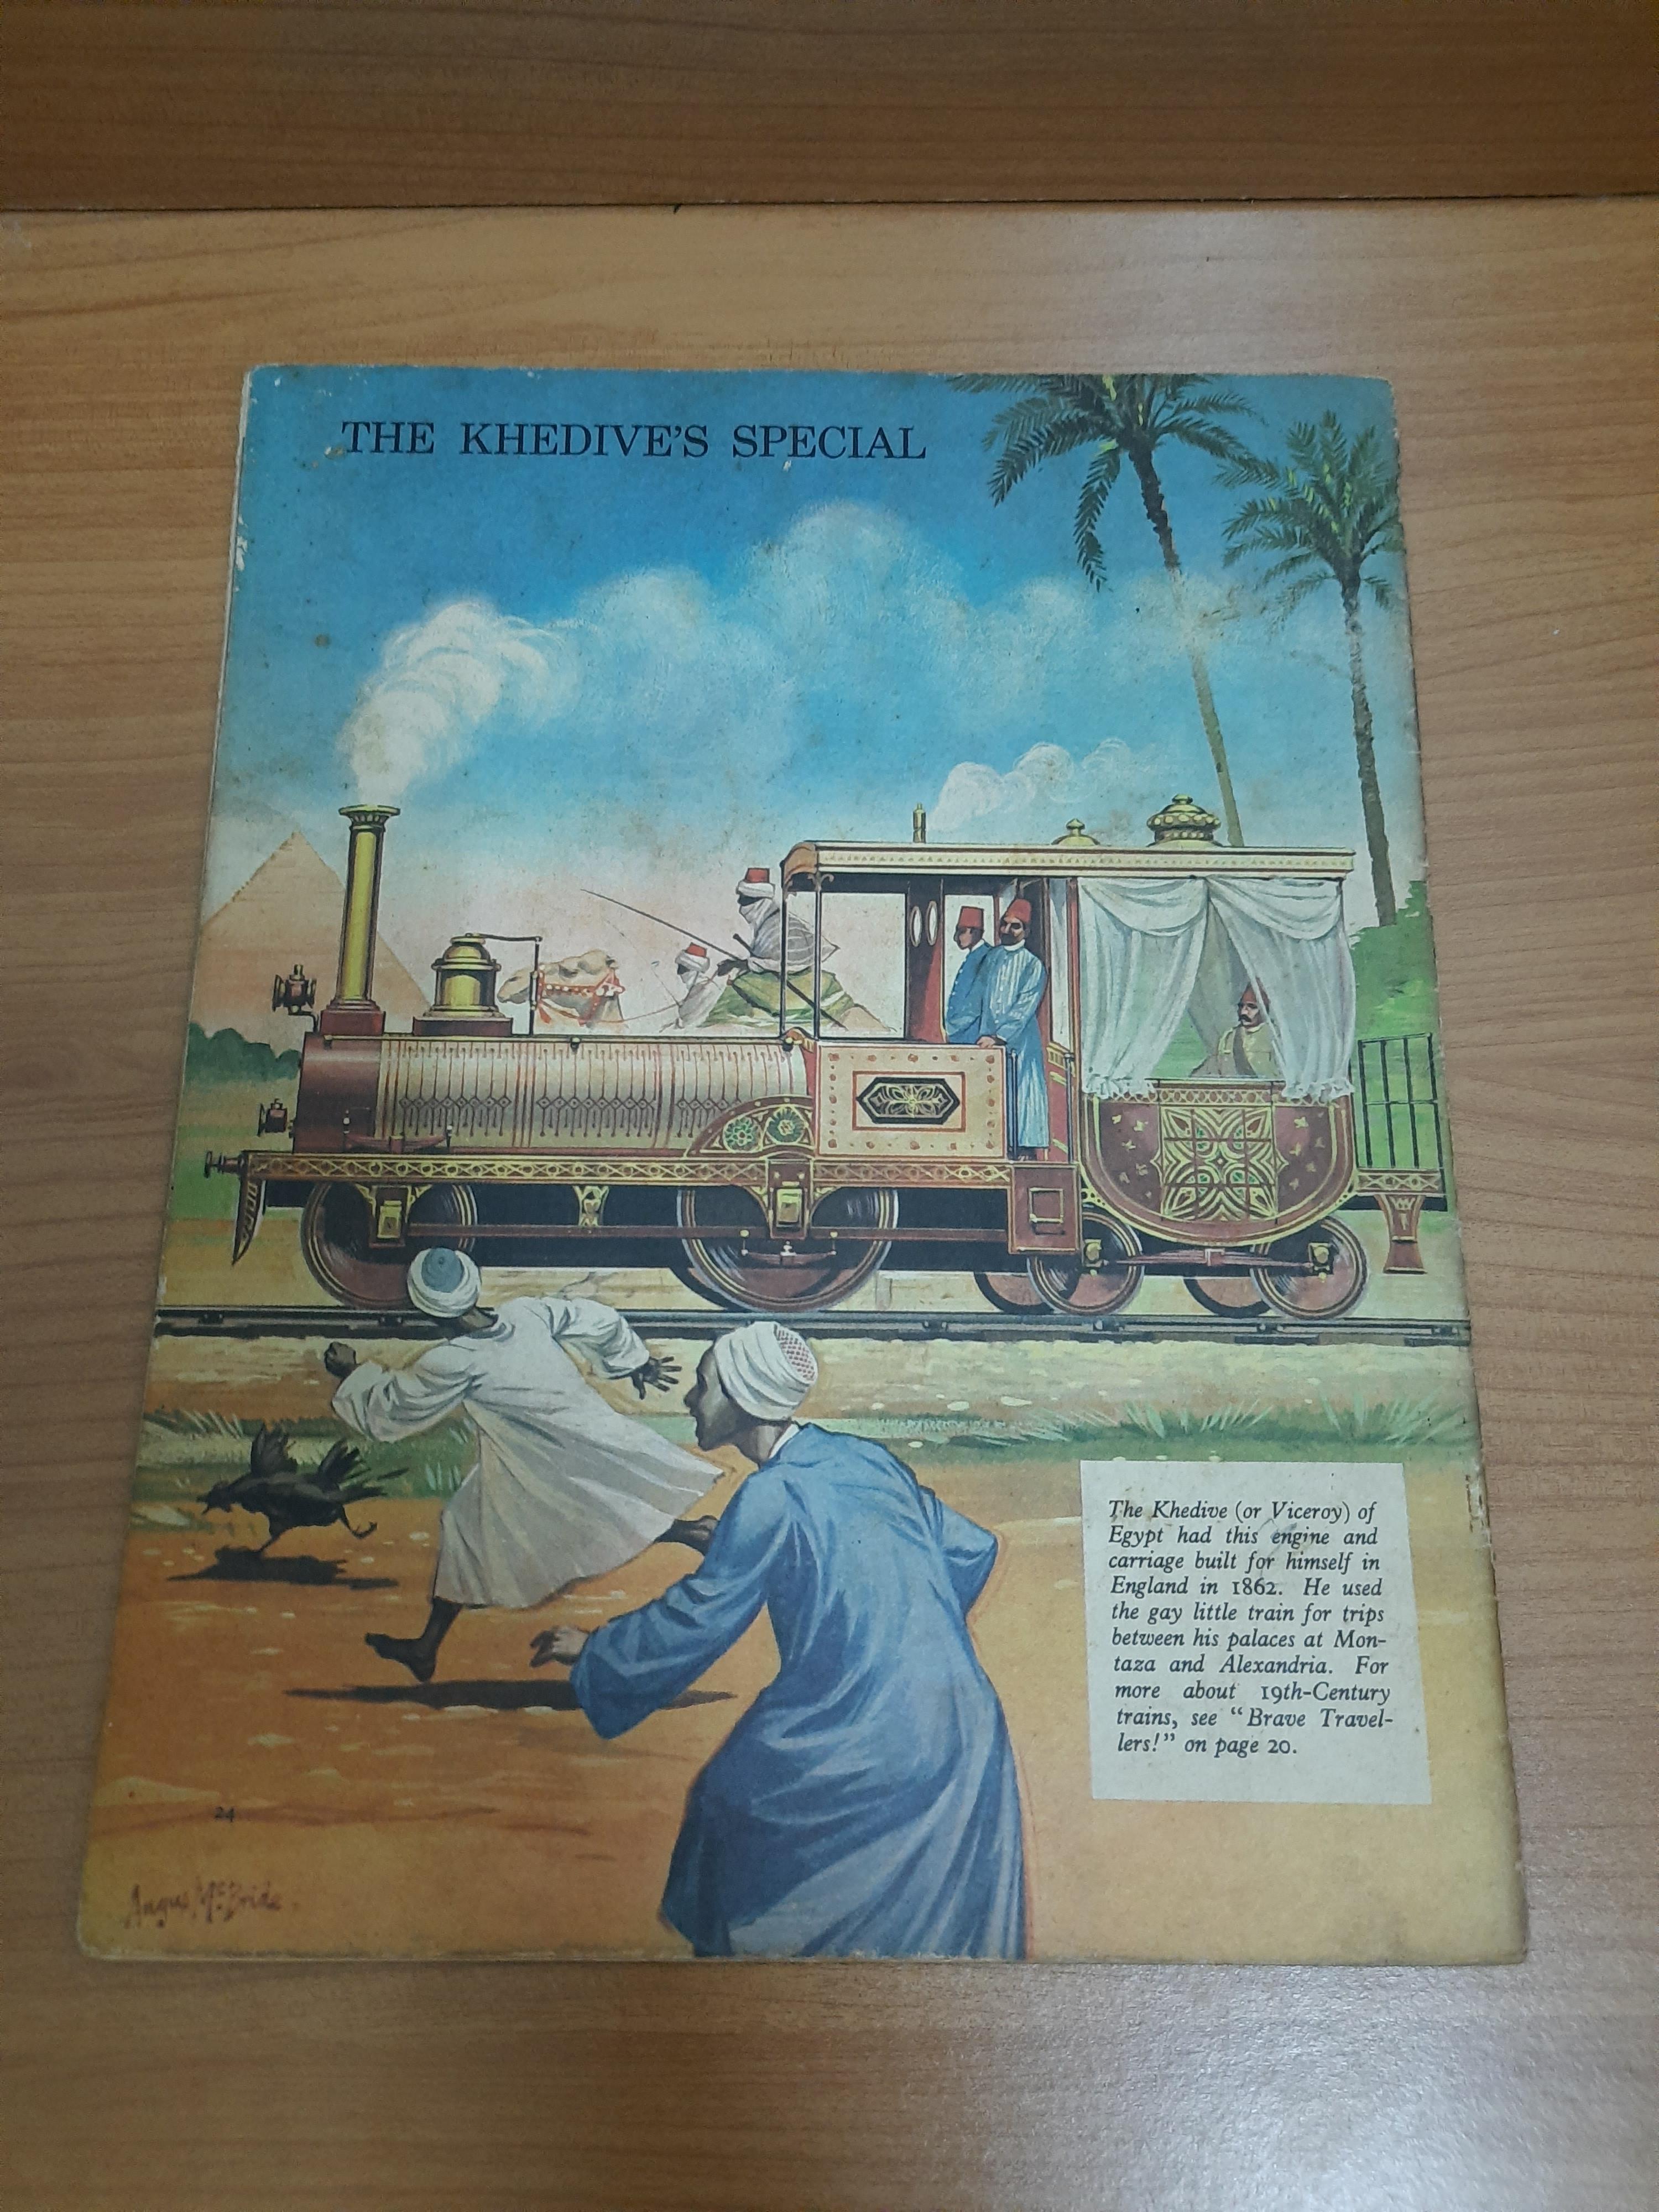 THE KHEDIVE'S SPECIAL
The Khedive (or Viceroy) of
Egypt had this engine and
carriage built for himself in
England in 1862. He used
the gay little train for trips
between his palaces at Mon-
taza and Alexandria. For
more about 19th-Century
trains, see "Brave Travel-
lers!" on page 20.
24
Angus McBride